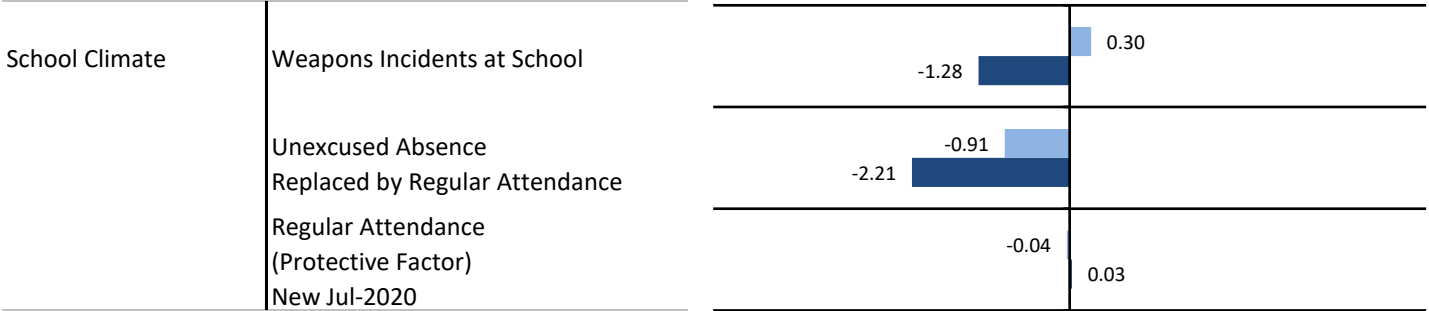 School Climate
Weapons Incidents at School
0.30
-1.28
Unexcused Absence
Replaced by Regular Attendance
-0.91
-2.21
Regular Attendance
(Protective Factor)
New Jul-2020
-0.04
0.03